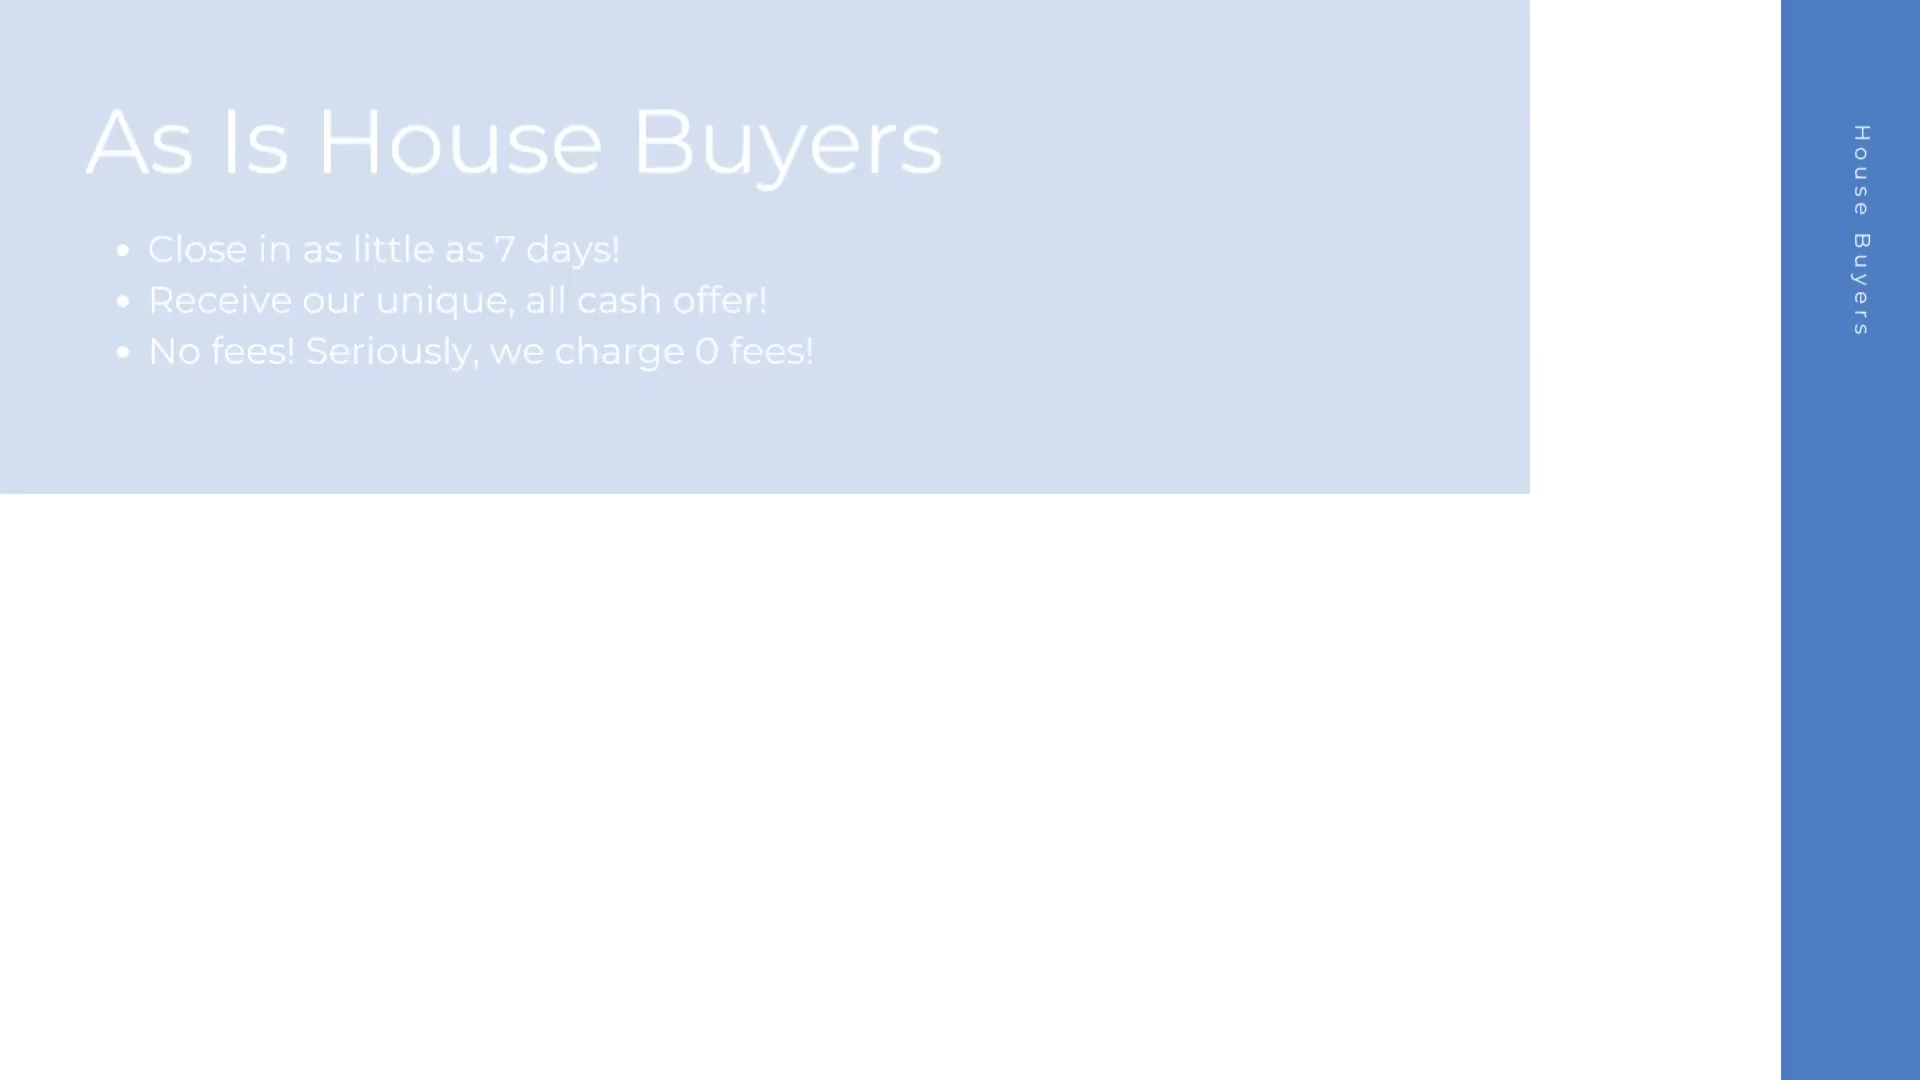 As Is House Buyers
• Close in as little as 7 days!
• Receive our unique, all cash offer!
• No fees! Seriously, we charge 0 fees!
House Buyers